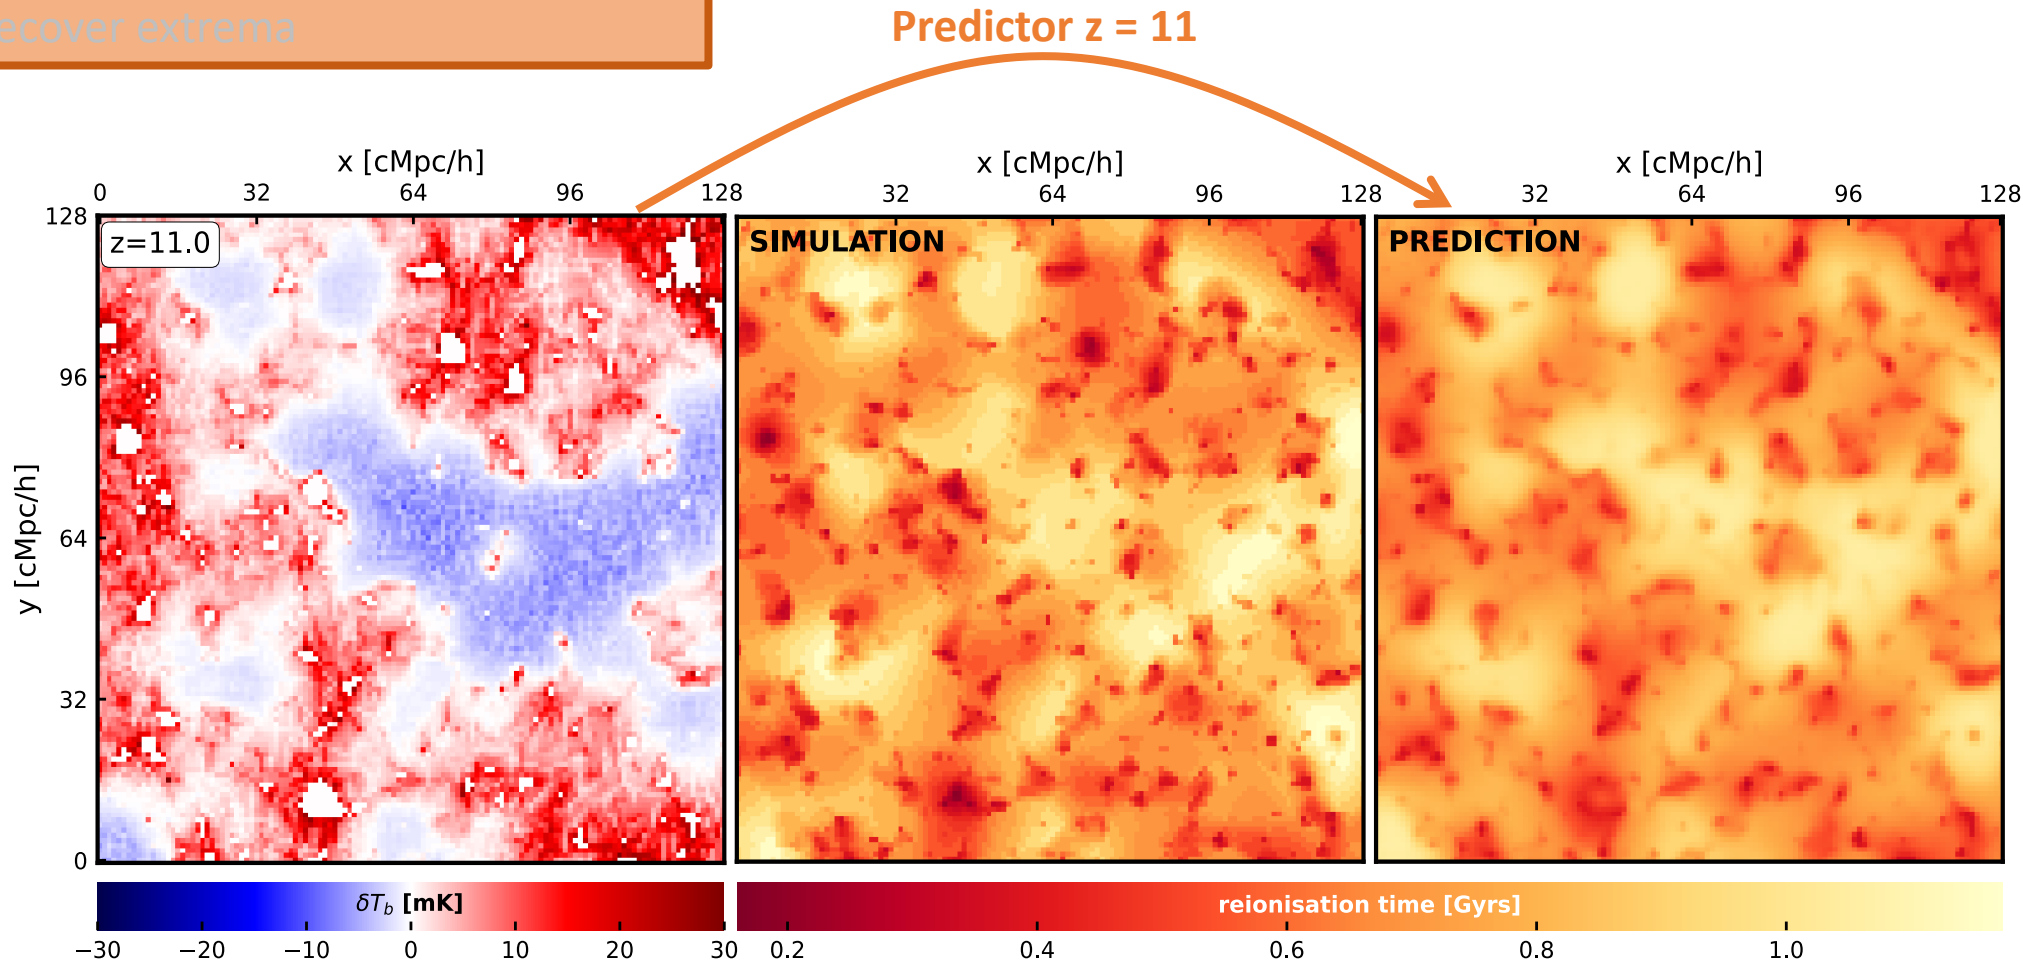 ecover extrema
Predictor z = 11
x [cMpc/h]
x [cMpc/h]
x [cMpc/h]
0 32 64 96 128
32 64 96 128
32 64 96 128
z=11.0
SIMULATION
PREDICTION
y [cMpc/h]
128
96
64
32
0
δTb [mK]
−30 −20 −10 0 10 20 30
reionisation time [Gyrs]
0.2 0.4 0.6 0.8 1.0